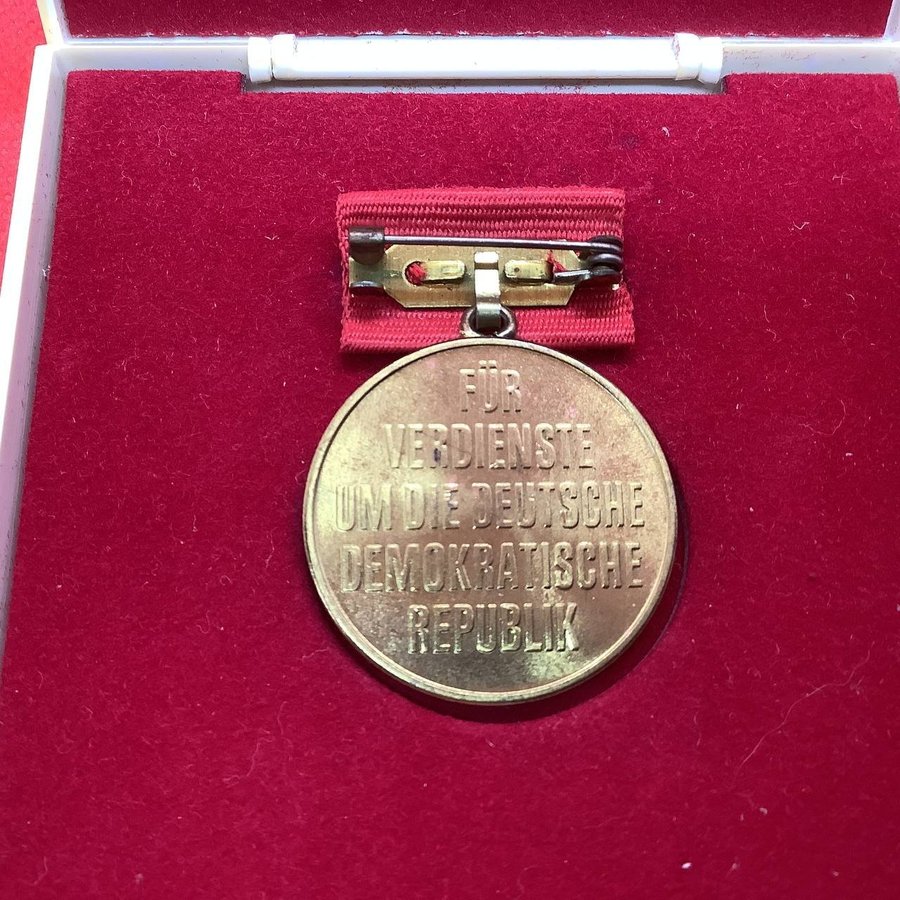 FÜR
VERDIENSTE
UM DIE DEUTSCHE
DEMOKRATISCHE
REPUBLIK